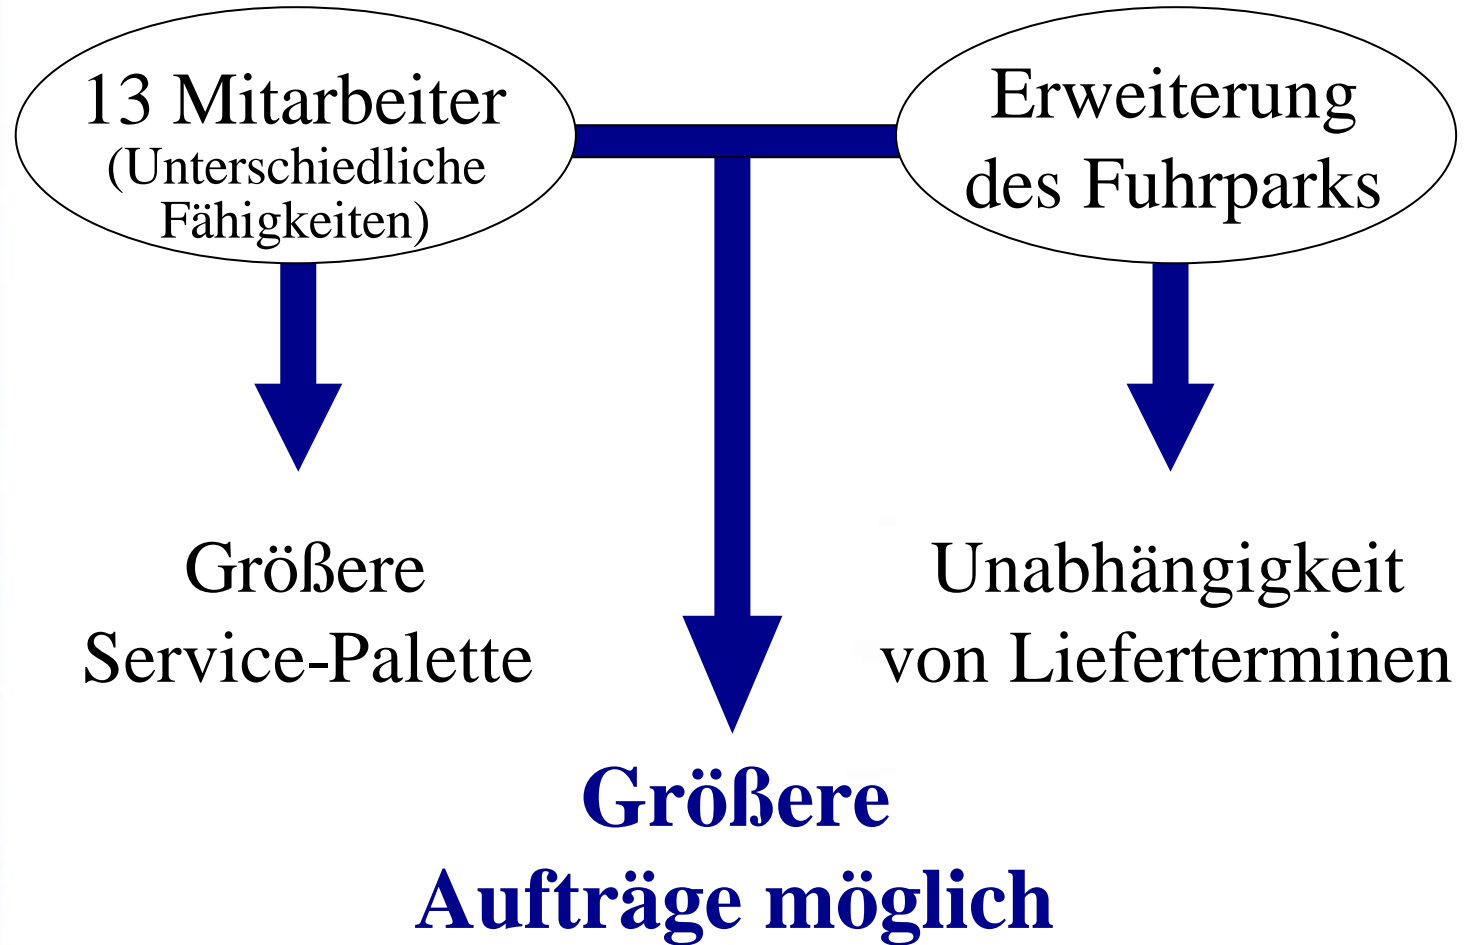 13 Mitarbeiter
(Unterschiedliche
Fähigkeiten)
Erweiterung
des Fuhrparks
Größere
Service-Palette
Unabhängigkeit
von Lieferterminen
Größere
Aufträge möglich